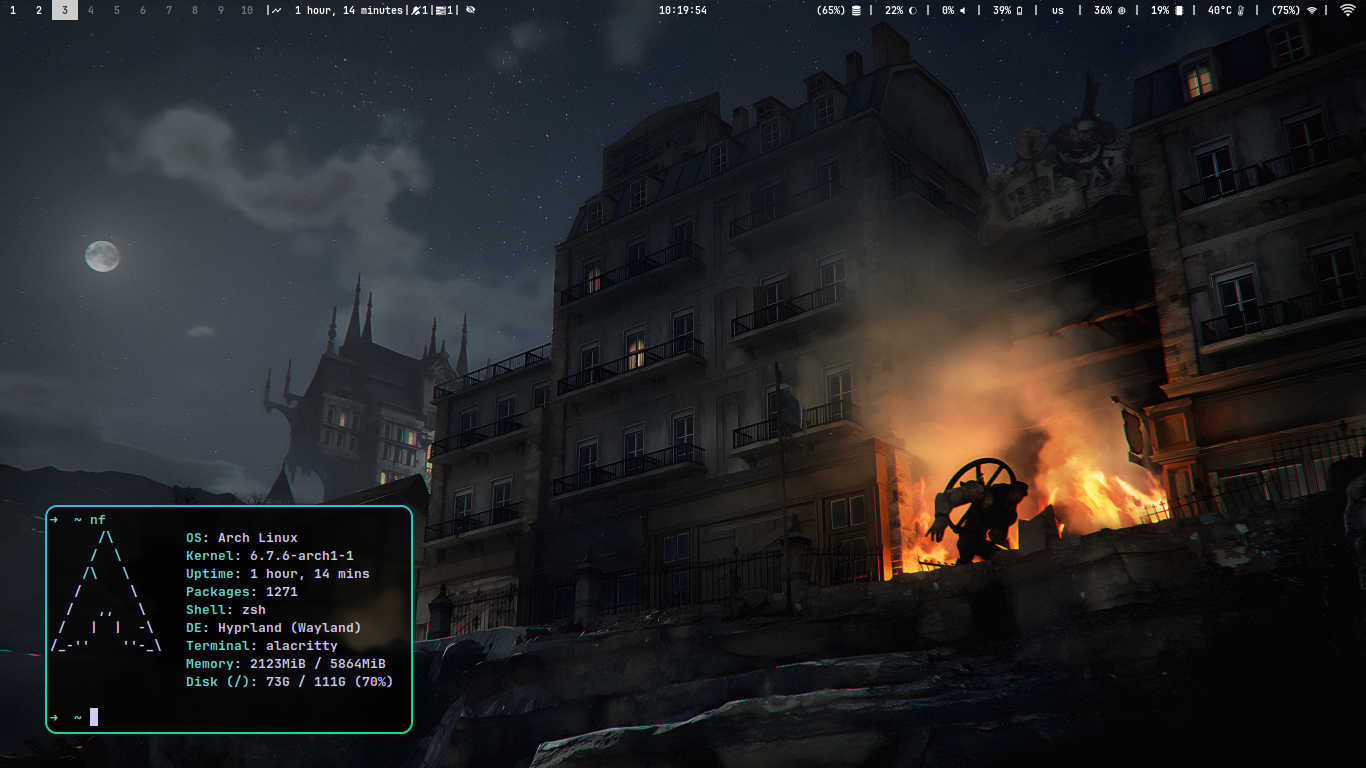 1 2 3 4 5 6 7 8 9 10 | 1 hour, 14 minutes| 1| 1| 10:19:54 (65%) | 22% | 0% | 39% | us | 36% | 19% | 40°C | (75%) |
→ ~ nf
/\ OS: Arch Linux
/ \ Kernel: 6.7.6-arch1-1
/\ \ Uptime: 1 hour, 14 mins
/ \ Packages: 1271
/ ,, \ Shell: zsh
/ | | -\ DE: Hyprland (Wayland)
/_-'' ''-_\ Terminal: alacritty
Memory: 2123MiB / 5864MiB
Disk (/): 73G / 111G (70%)
→ ~